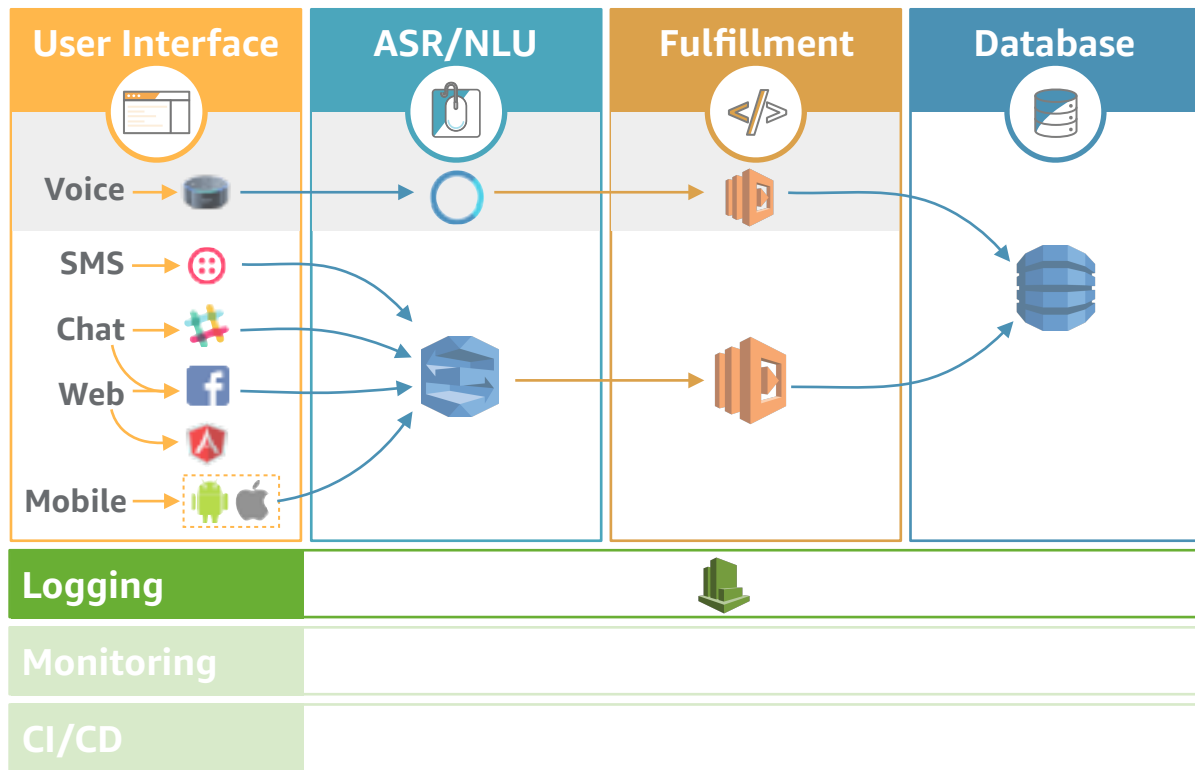 User Interface
ASR/NLU
Fulfillment
Database
Voice
SMS
Chat
Web
Mobile
Logging
Monitoring
CI/CD